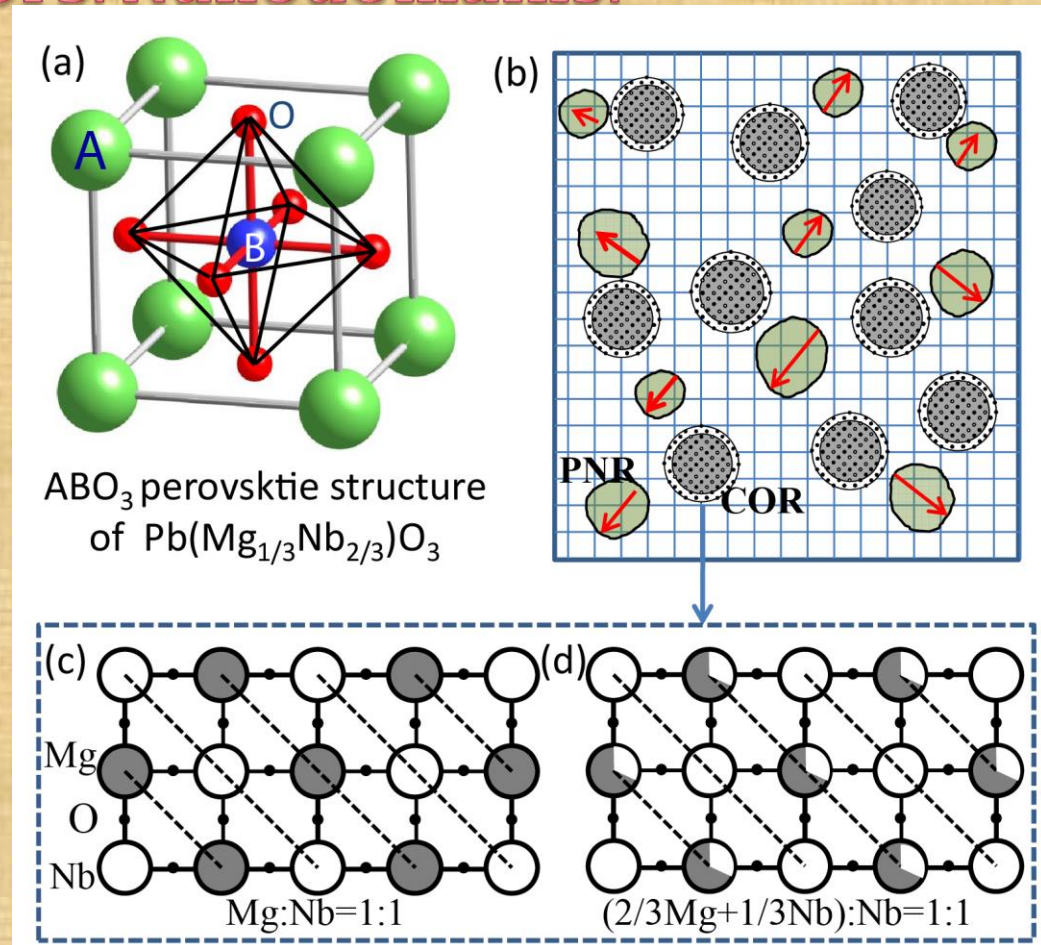 (a)
O
A
B
ABO₃ perovsktie structure
of Pb(Mg₁/₃Nb₂/₃)O₃
(b)
PNR
COR
(c)
Mg
O
Nb
Mg:Nb=1:1
(d)
(2/3Mg+1/3Nb):Nb=1:1